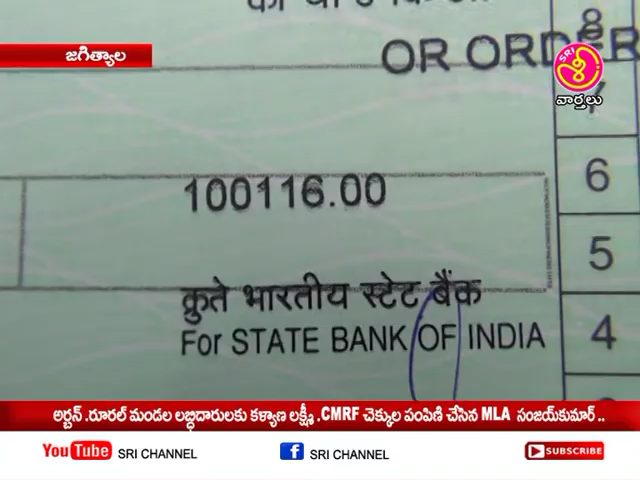 జగిత్యాల
OR ORDER
8
SRI
శ్రీ
వార్తలు
100116.00
6
5
4
कृते भारतीय स्टेट बैंक
For STATE BANK OF INDIA
అర్బన్ .రూరల్ మండల లబ్ధిదారులకు కళ్యాణ లక్ష్మీ .CMRF చెక్కుల పంపిణి చేసిన MLA సంజయ్‌కుమార్ ..
YouTube SRI CHANNEL
f SRI CHANNEL
SUBSCRIBE